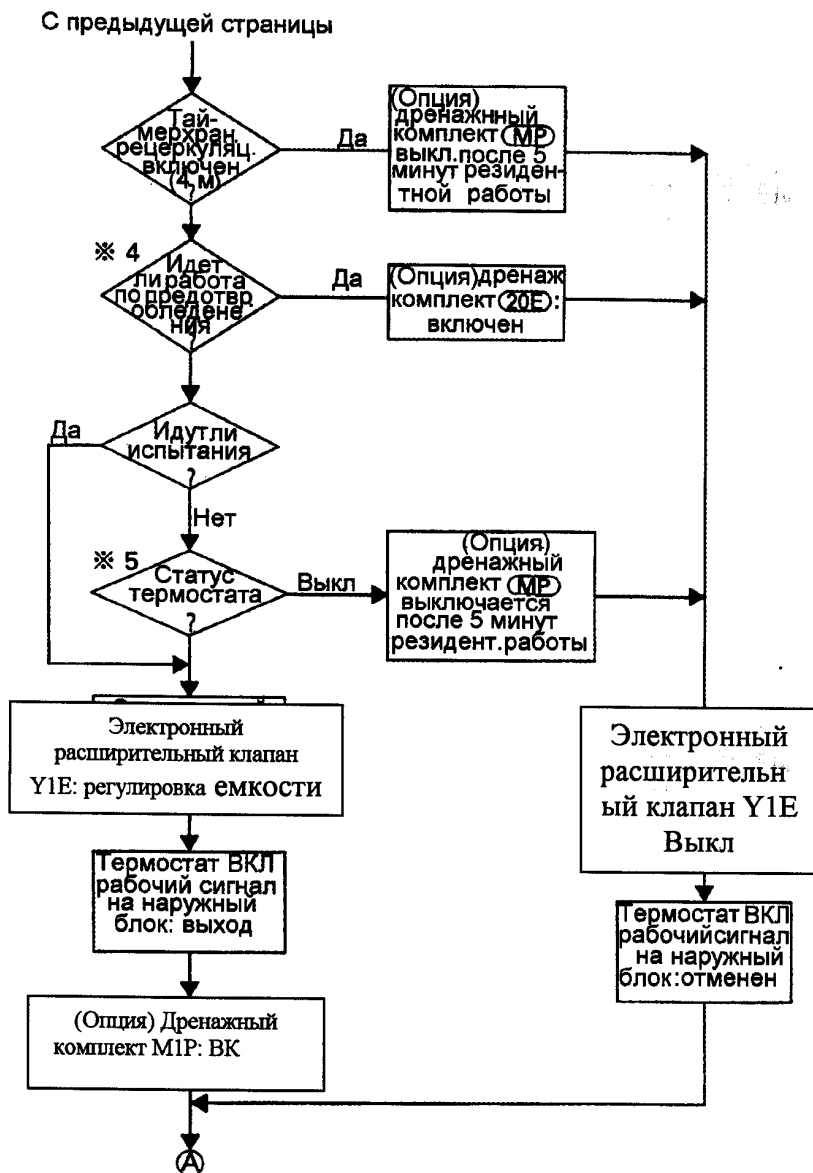 С предыдущей страницы
Тай-
мерхран
рецеркуляц.
включен
(4 м)
?
Да
(Опция)
дренажнный
комплект (MP)
выкл.после 5
минут резиден-
тной работы
※ 4
Идет
ли работа
по предотвр
обледене
ния
?
Да
(Опция)дренаж
комплект (20E) :
включен
Да
Идутли
испытания
?
Нет
※ 5
Статус
термостата
?
Выкл
(Опция)
дренажный
комплект (MP)
выключается
после 5 минут
резидент.работы
Электронный
расширительный клапан
Y1E: регулировка емкости
Электронный
расширительн
ый клапан Y1E
Выкл
Термостат ВКЛ
рабочий сигнал
на наружный
блок: выход
Термостат ВКЛ
рабочийсигнал
на наружный
блок:отменен
(Опция) Дренажный
комплект M1P: ВК
A